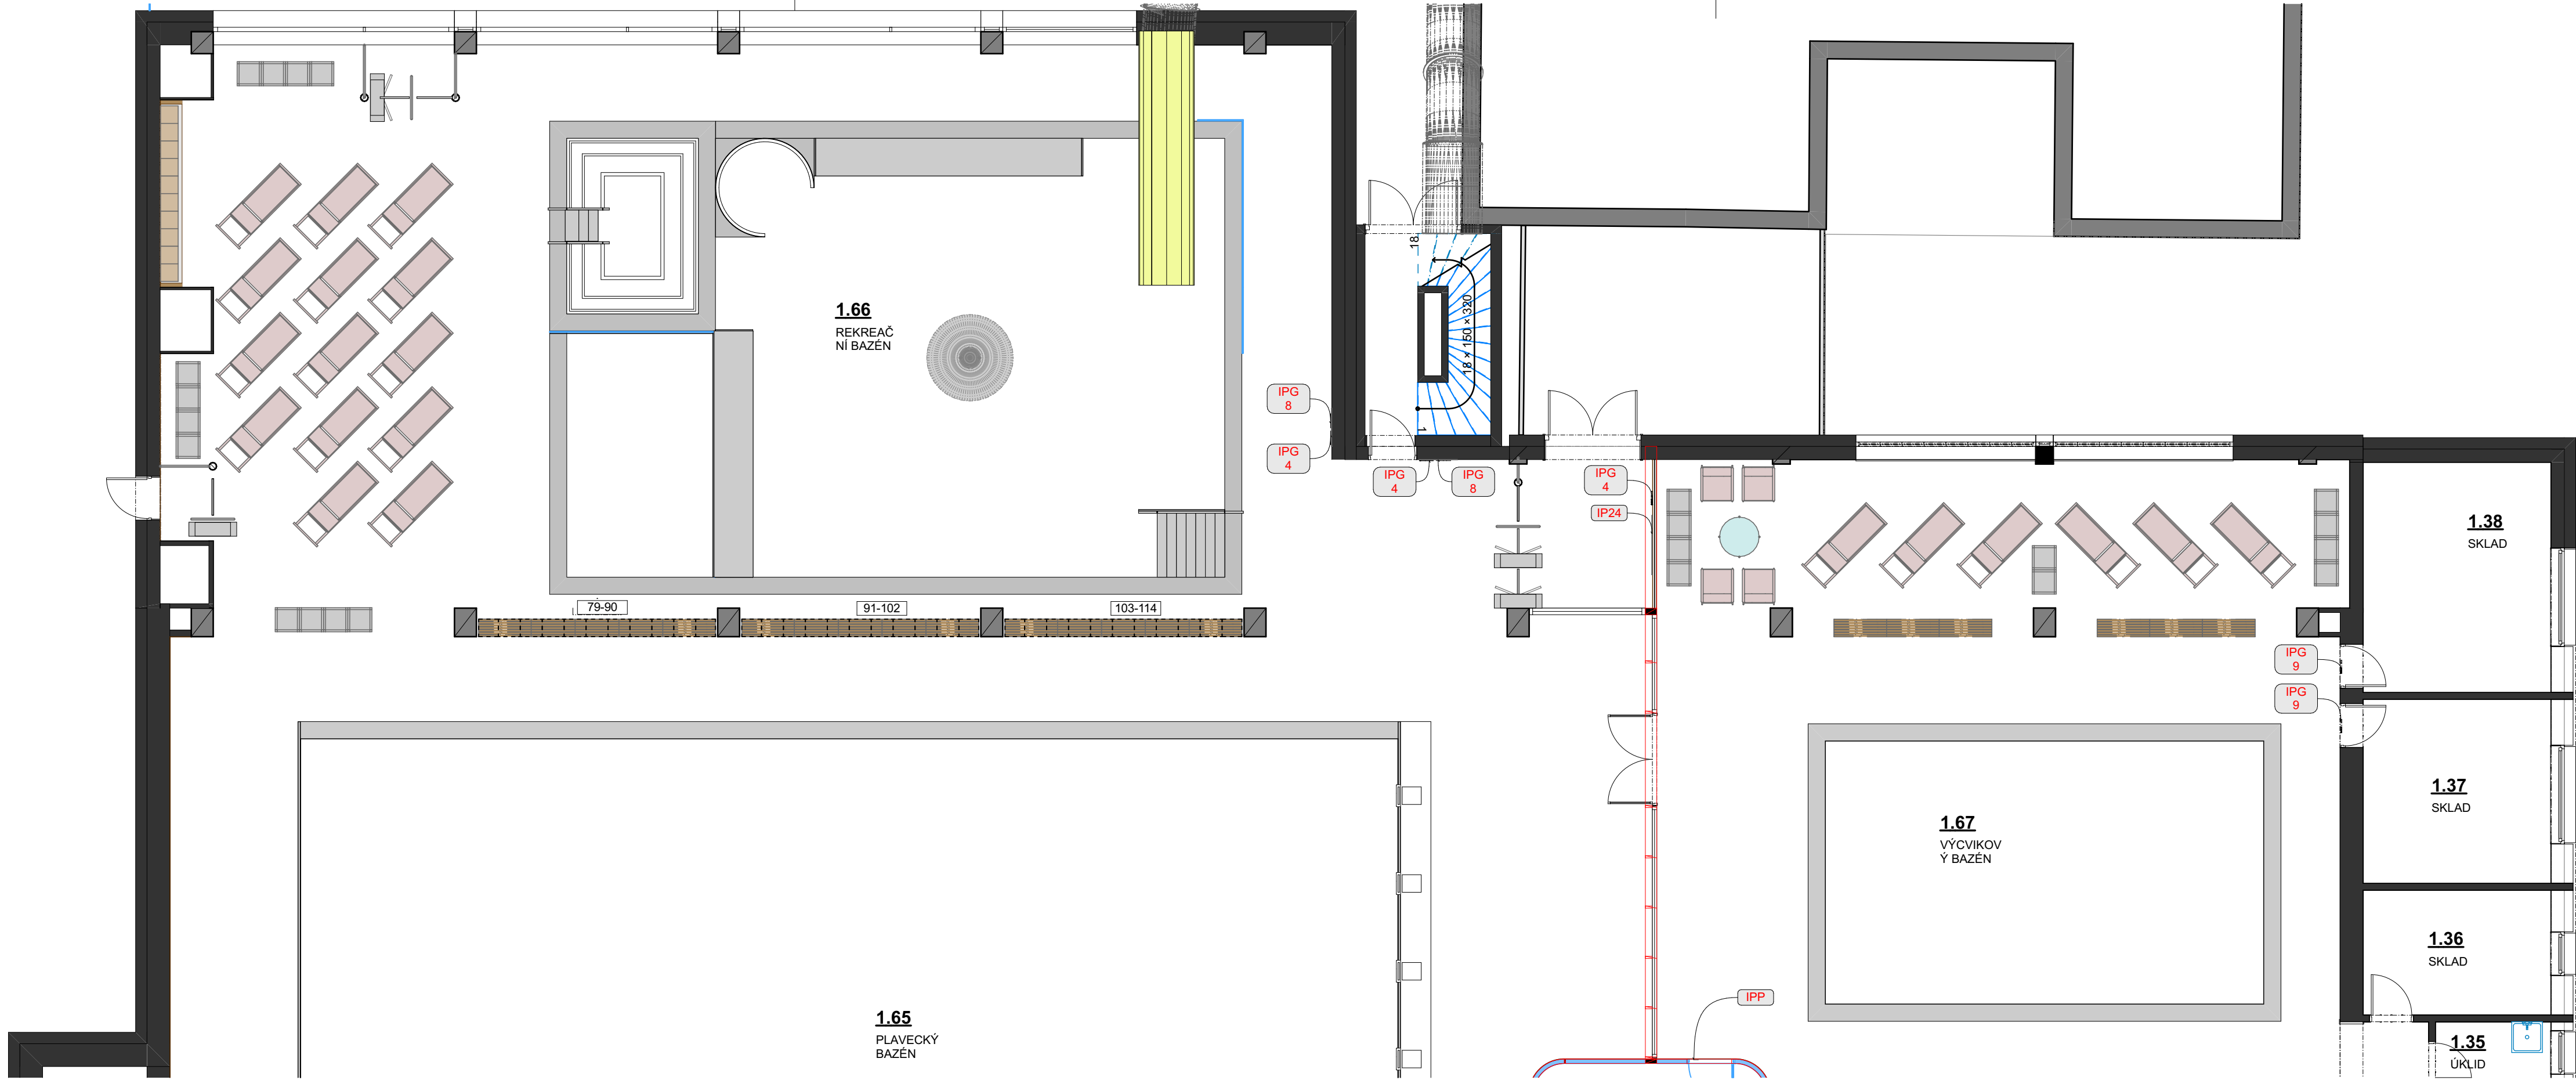 18
18 × 150 × 320
1
1.66
REKREAČ
NÍ BAZÉN
IPG
8
IPG
4
IPG
4
IPG
8
IPG
4
IP24
1.38
SKLAD
79-90
91-102
103-114
IPG
9
IPG
9
1.37
SKLAD
1.67
VÝCVIKOV
Ý BAZÉN
1.36
SKLAD
IPP
1.65
PLAVECKÝ
BAZÉN
1.35
ÚKLID